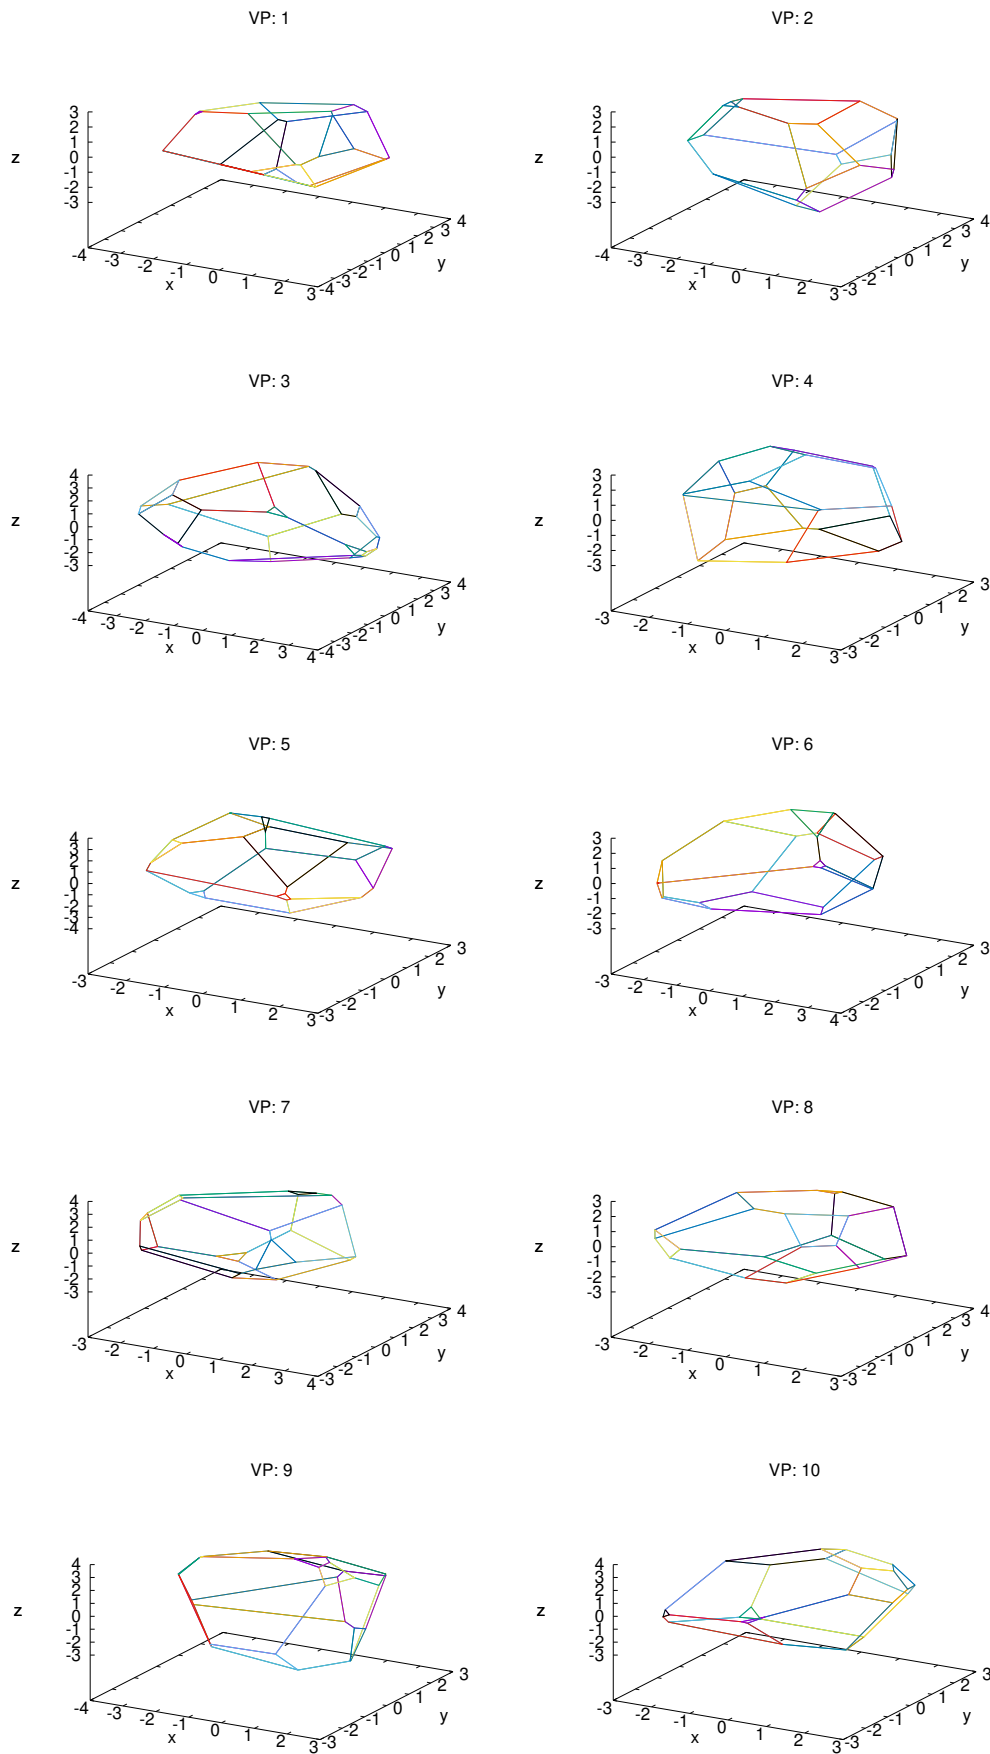 VP: 1
3
2
1
0
-1
-2
-3
z
-4 -3 -2 -1 0 1 2 3
x
-4 -3 -2 -1 0 1 2 3 4
y
VP: 2
3
2
1
0
-1
-2
-3
z
-4 -3 -2 -1 0 1 2 3
x
-3 -2 -1 0 1 2 3 4
y
VP: 3
4
3
2
1
0
-1
-2
-3
z
-4 -3 -2 -1 0 1 2 3 4
x
-4 -3 -2 -1 0 1 2 3 4
y
VP: 4
3
2
1
0
-1
-2
-3
z
-3 -2 -1 0 1 2 3
x
-3 -2 -1 0 1 2 3
y
VP: 5
4
3
2
1
0
-1
-2
-3
-4
z
-3 -2 -1 0 1 2 3
x
-3 -2 -1 0 1 2 3
y
VP: 6
3
2
1
0
-1
-2
-3
z
-3 -2 -1 0 1 2 3 4
x
-3 -2 -1 0 1 2 3
y
VP: 7
4
3
2
1
0
-1
-2
-3
z
-3 -2 -1 0 1 2 3 4
x
-3 -2 -1 0 1 2 3 4
y
VP: 8
3
2
1
0
-1
-2
-3
z
-3 -2 -1 0 1 2 3
x
-3 -2 -1 0 1 2 3 4
y
VP: 9
4
3
2
1
0
-1
-2
-3
z
-4 -3 -2 -1 0 1 2 3
x
-3 -2 -1 0 1 2 3
y
VP: 10
4
3
2
1
0
-1
-2
-3
z
-3 -2 -1 0 1 2 3
x
-3 -2 -1 0 1 2 3
y